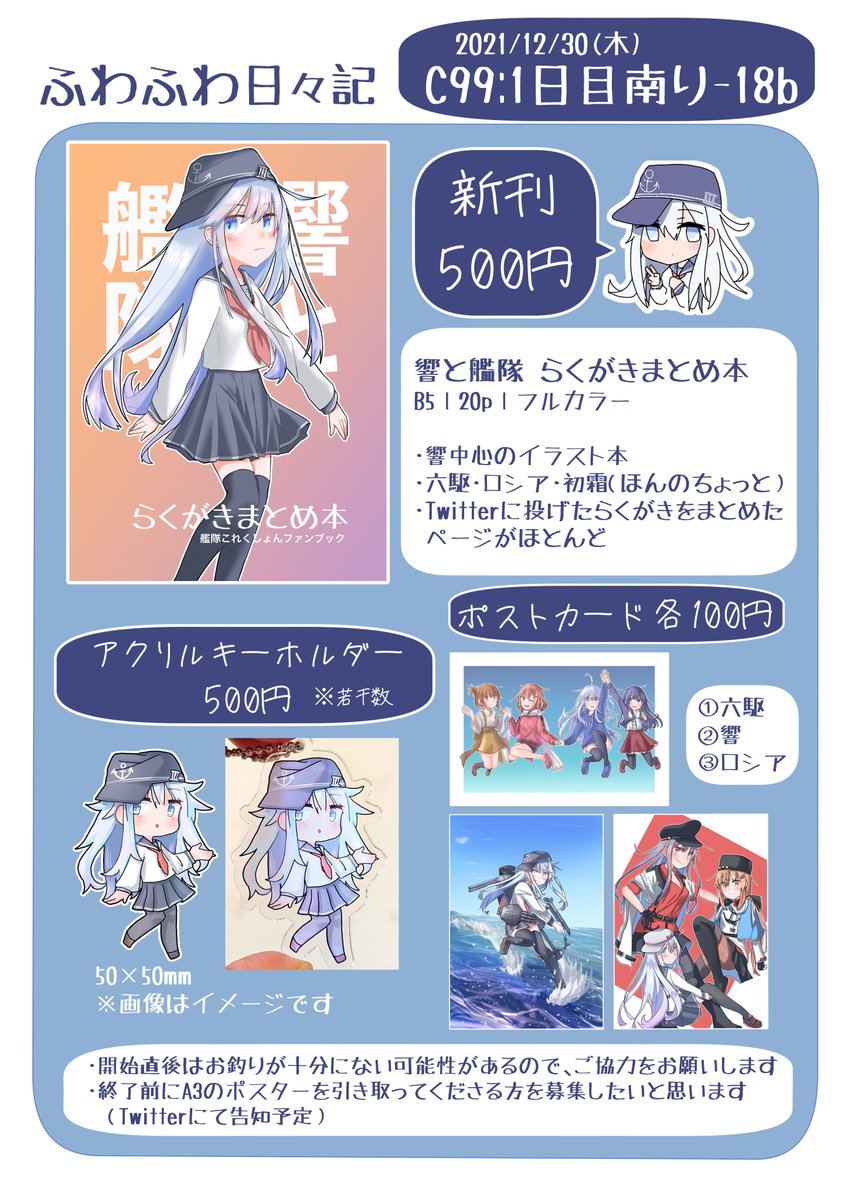 ふわふわ日々記
2021/12/30(木)
C99:1日目南リ-18b
響と
艦隊
らくがきまとめ本
艦隊これくしょんファンブック
新刊
500円
響と艦隊 らくがきまとめ本
B5 | 20p | フルカラー
・響中心のイラスト本
・六駆・ロシア・初霜(ほんのちょっと)
・Twitterに投げたらくがきをまとめた
ページがほとんど
アクリルキーホルダー
500円 ※若干数
50×50mm
※画像はイメージです
ポストカード 各100円
①六駆
②響
③ロシア
・開始直後はお釣りが十分にない可能性があるので、ご協力をお願いします
・終了前にA3のポスターを引き取ってくださる方を募集したいと思います
(Twitterにて告知予定)